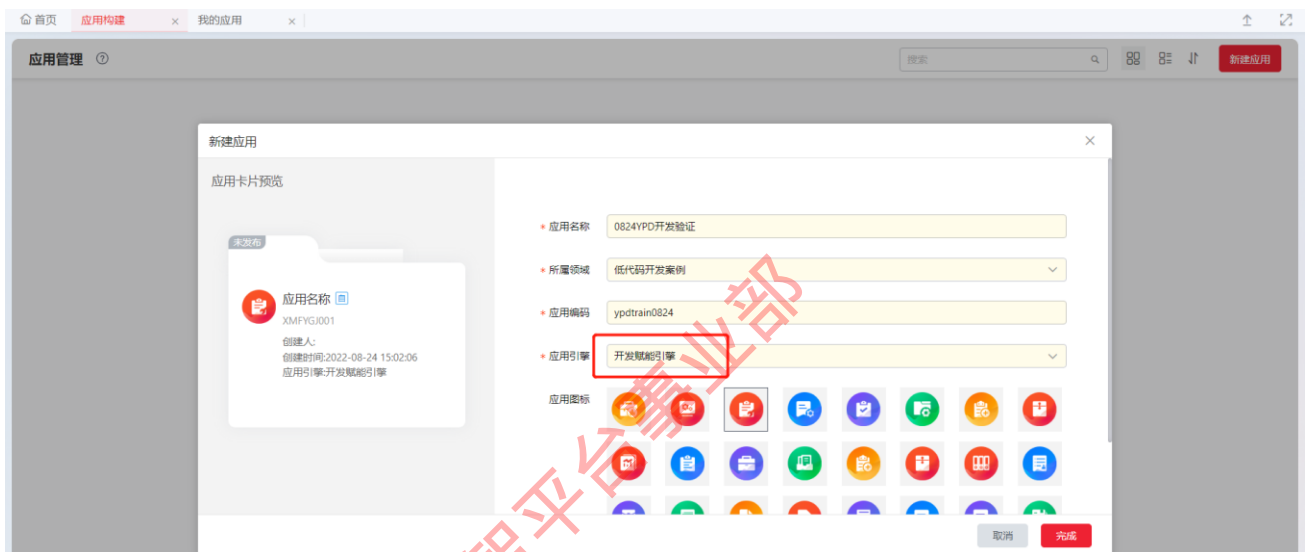 首页 应用构建 × 我的应用 ×
应用管理 ? 搜索 新建应用
新建应用 ×
应用卡片预览
未发布
应用名称
XMFYGJ001
创建人:
创建时间:2022-08-24 15:02:06
应用引擎:开发赋能引擎
* 应用名称 0824YPD开发验证
* 所属领域 低代码开发案例
* 应用编码 ypdtrain0824
* 应用引擎 开发赋能引擎
应用图标
取消 完成
平台事业部